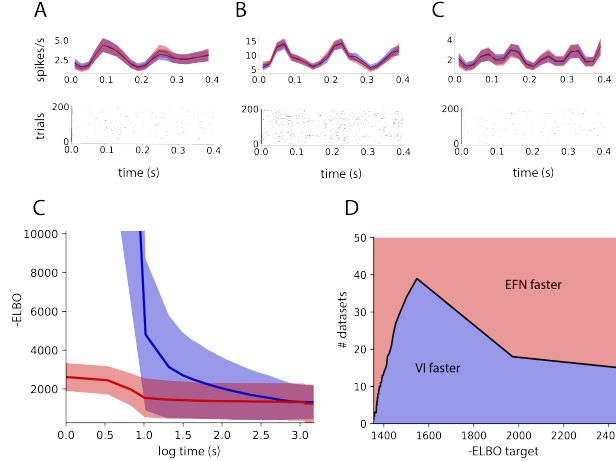 A
B
C
spikes/s
5.0
2.5
0.0 0.1 0.2 0.3 0.4
15
10
5
0.0 0.1 0.2 0.3 0.4
4
2
0.0 0.1 0.2 0.3 0.4
trials
200
0
0.0 0.1 0.2 0.3 0.4
time (s)
200
0
0.0 0.1 0.2 0.3 0.4
time (s)
200
0
0.0 0.1 0.2 0.3 0.4
time (s)
C
-ELBO
10000
8000
6000
4000
2000
0.0 0.5 1.0 1.5 2.0 2.5 3.0
log time (s)
D
# datasets
50
40
30
20
10
0
EFN faster
VI faster
1400 1600 1800 2000 2200
-ELBO target